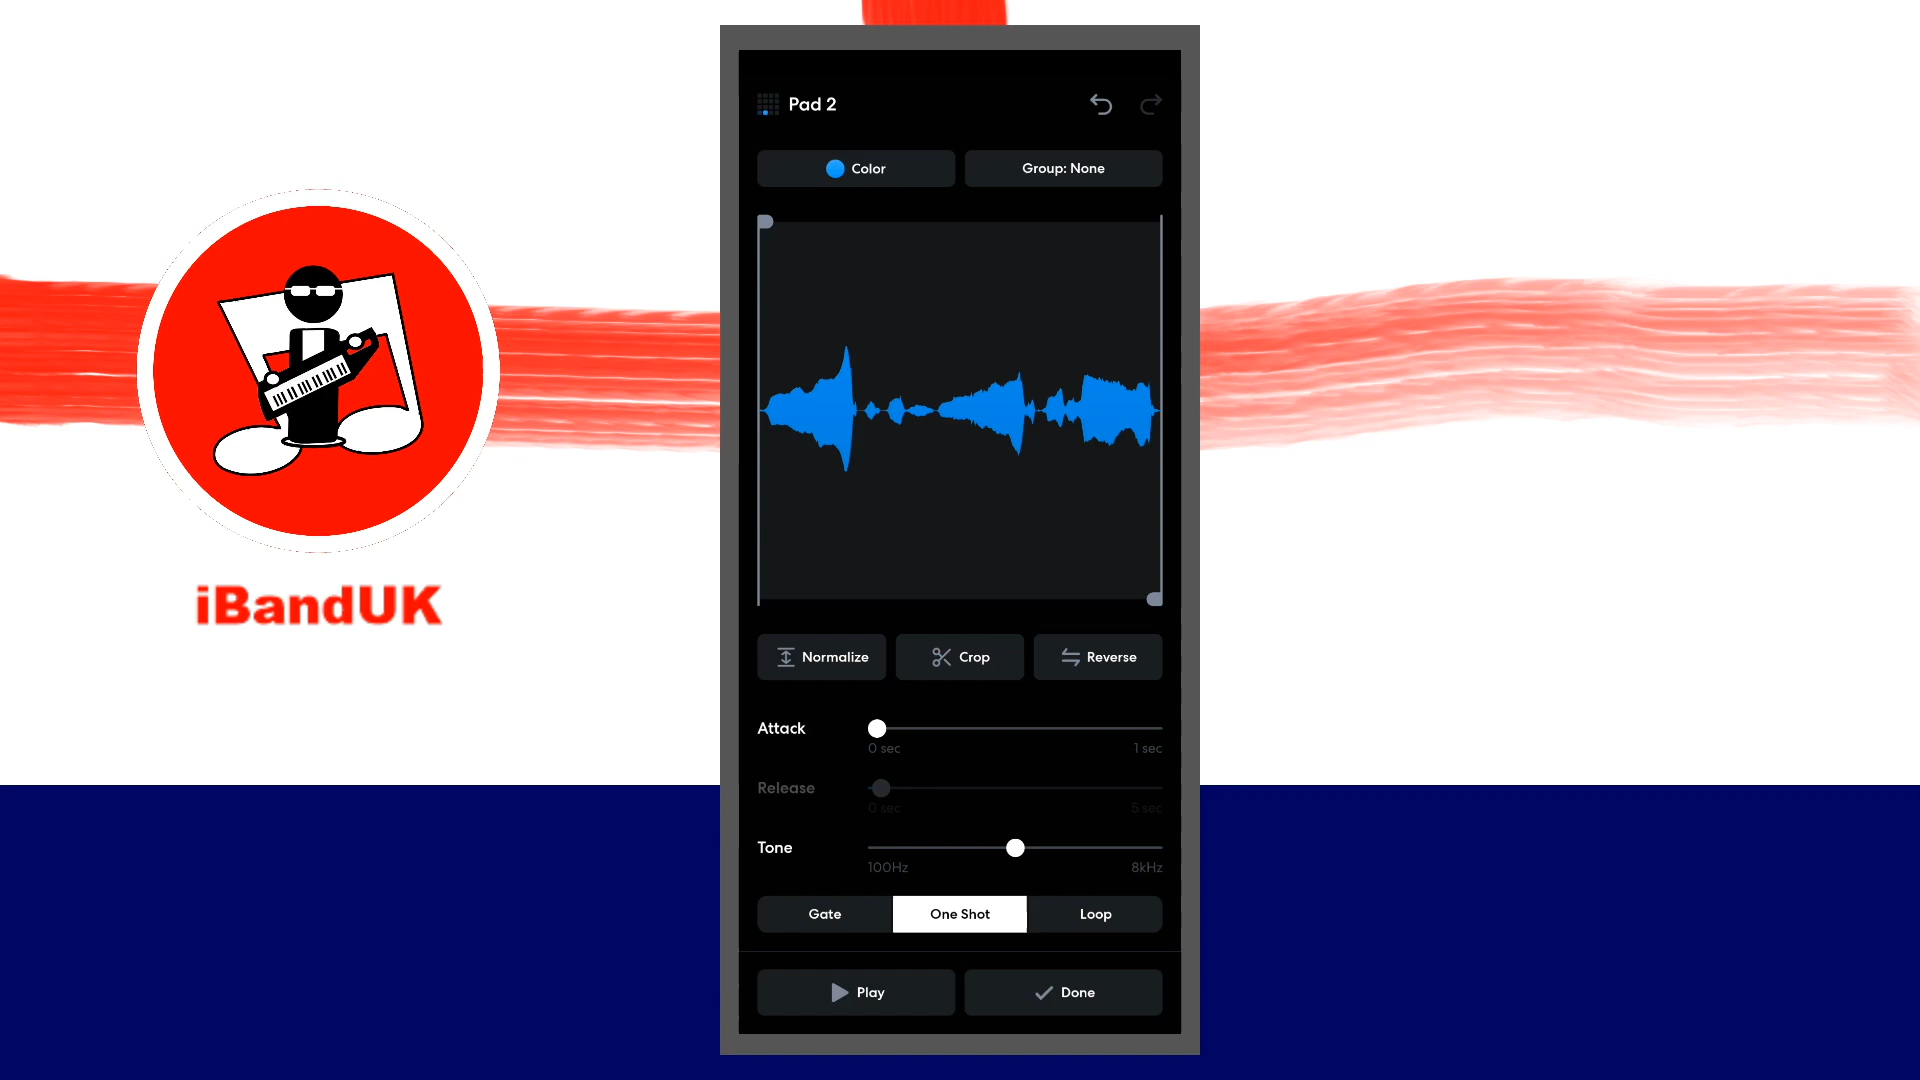 Pad 2
Color
Group: None
iBandUK
Normalize
Crop
Reverse
Attack
0 sec
1 sec
Release
0 sec
5 sec
Tone
100Hz
8kHz
Gate
One Shot
Loop
Play
Done